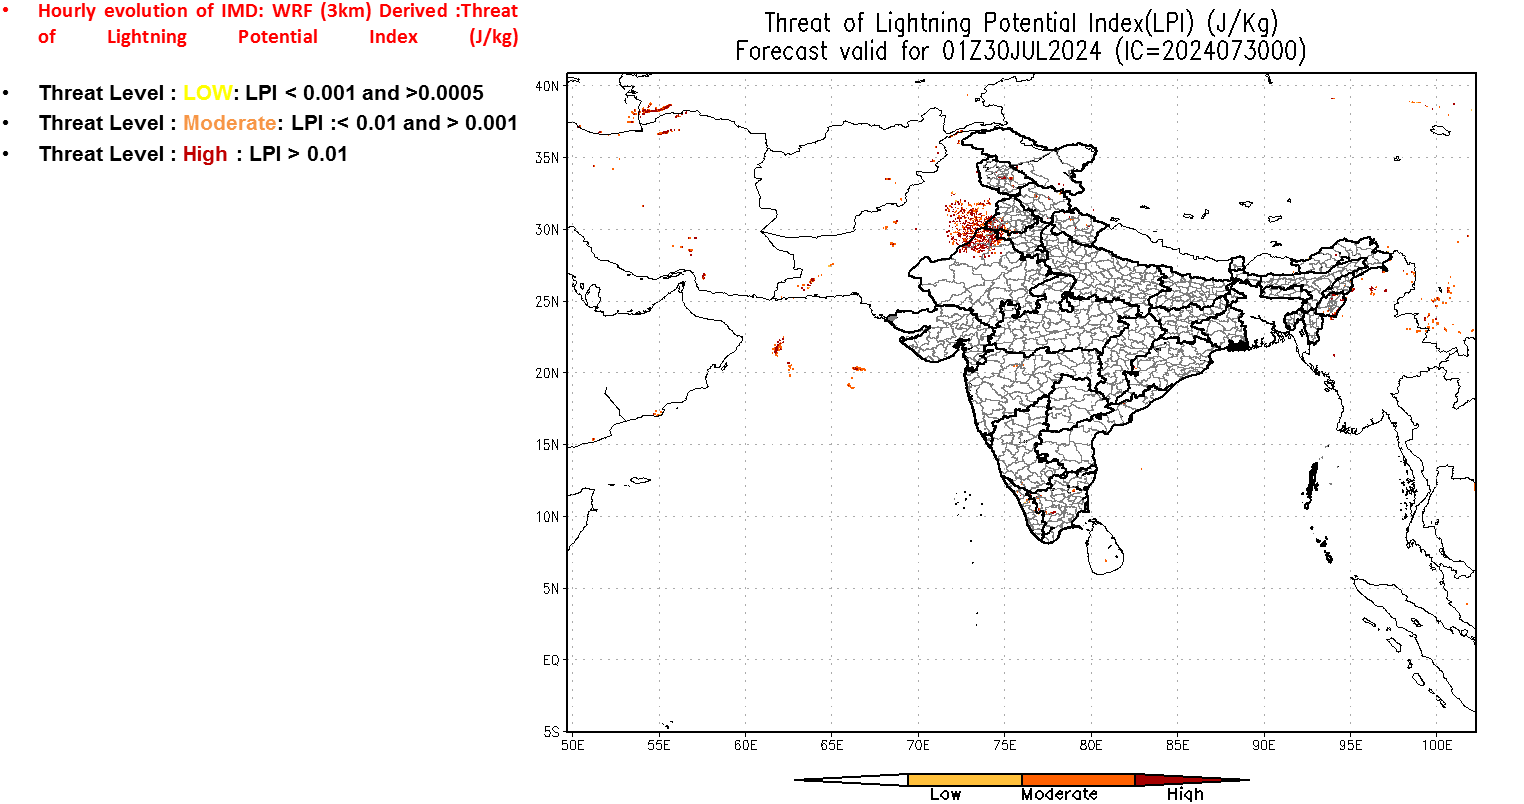 • Hourly evolution of IMD: WRF (3km) Derived :Threat
of Lightning Potential Index (J/kg)
• Threat Level : LOW: LPI < 0.001 and >0.0005
• Threat Level : Moderate: LPI :< 0.01 and > 0.001
• Threat Level : High : LPI > 0.01
Threat of Lightning Potential Index(LPI) (J/Kg)
Forecast valid for 01Z30JUL2024 (IC=2024073000)
40N
35N
30N
25N
20N
15N
10N
5N
EQ
5S
50E 55E 60E 65E 70E 75E 80E 85E 90E 95E 100E
Low Moderate High